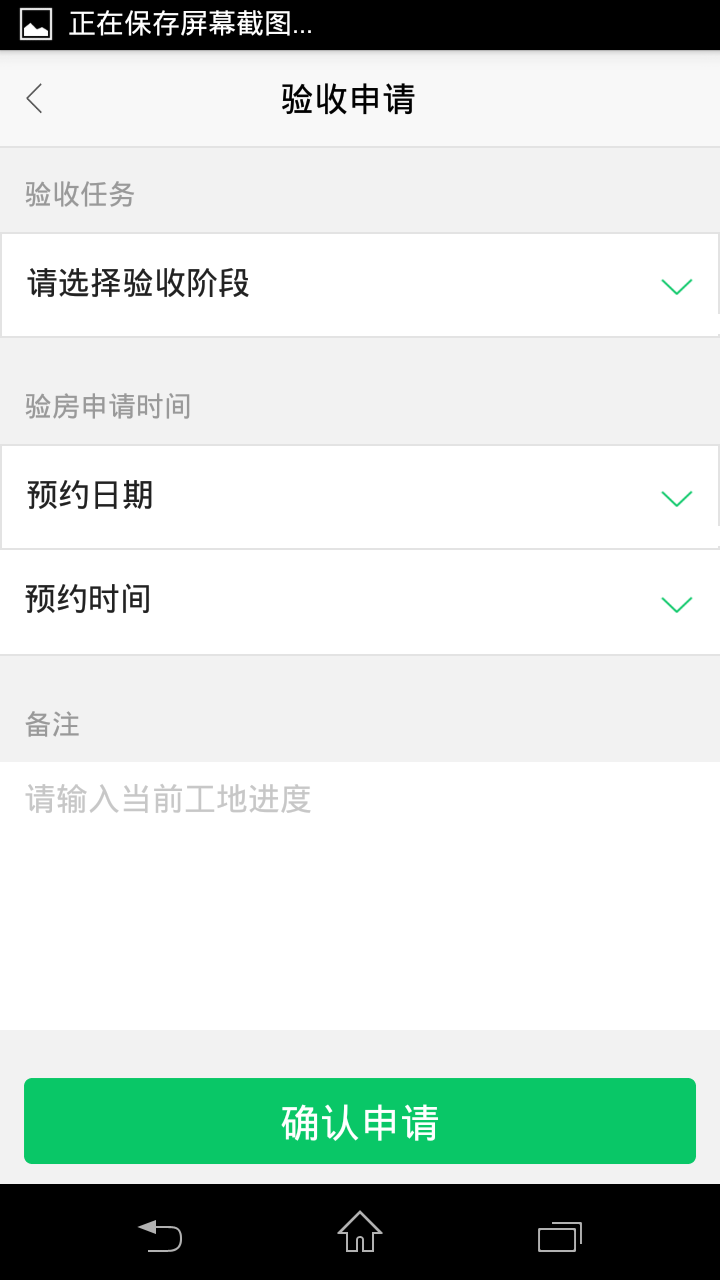 正在保存屏幕截图...
验收申请
验收任务
请选择验收阶段
验房申请时间
预约日期
预约时间
备注
请输入当前工地进度
确认申请